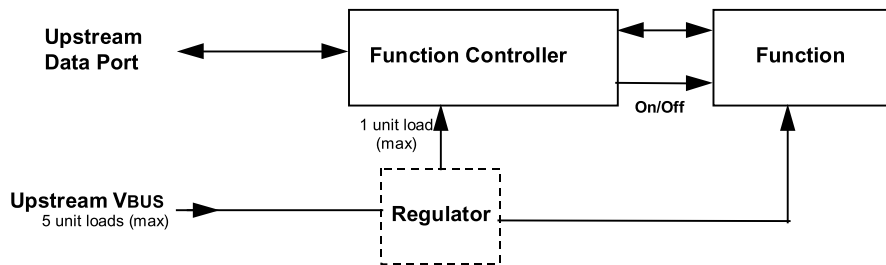 Upstream
Data Port
Function Controller
Function
On/Off
1 unit load
(max)
Upstream VBUS
5 unit loads (max)
Regulator